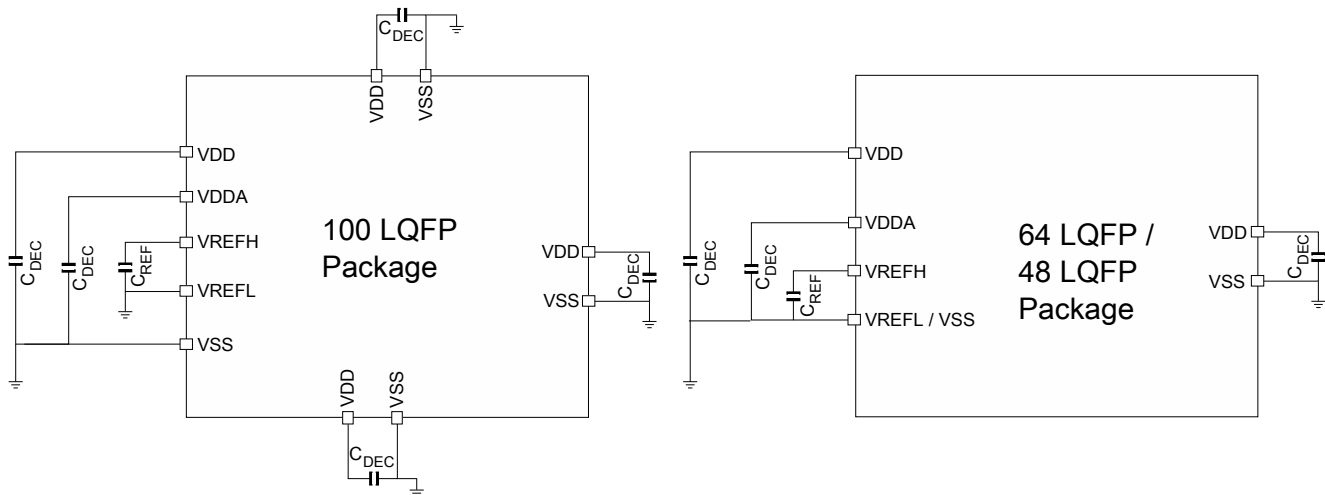 CDEC
VDD
VSS
VDD
VDDA
VREFH
VREFL
VSS
CDEC
CDEC
CREF
100 LQFP
Package
VDD
VSS
CDEC
VDD
VSS
CDEC
VDD
VDDA
VREFH
VREFL / VSS
CDEC
CDEC
CREF
64 LQFP /
48 LQFP
Package
VDD
VSS
CDEC